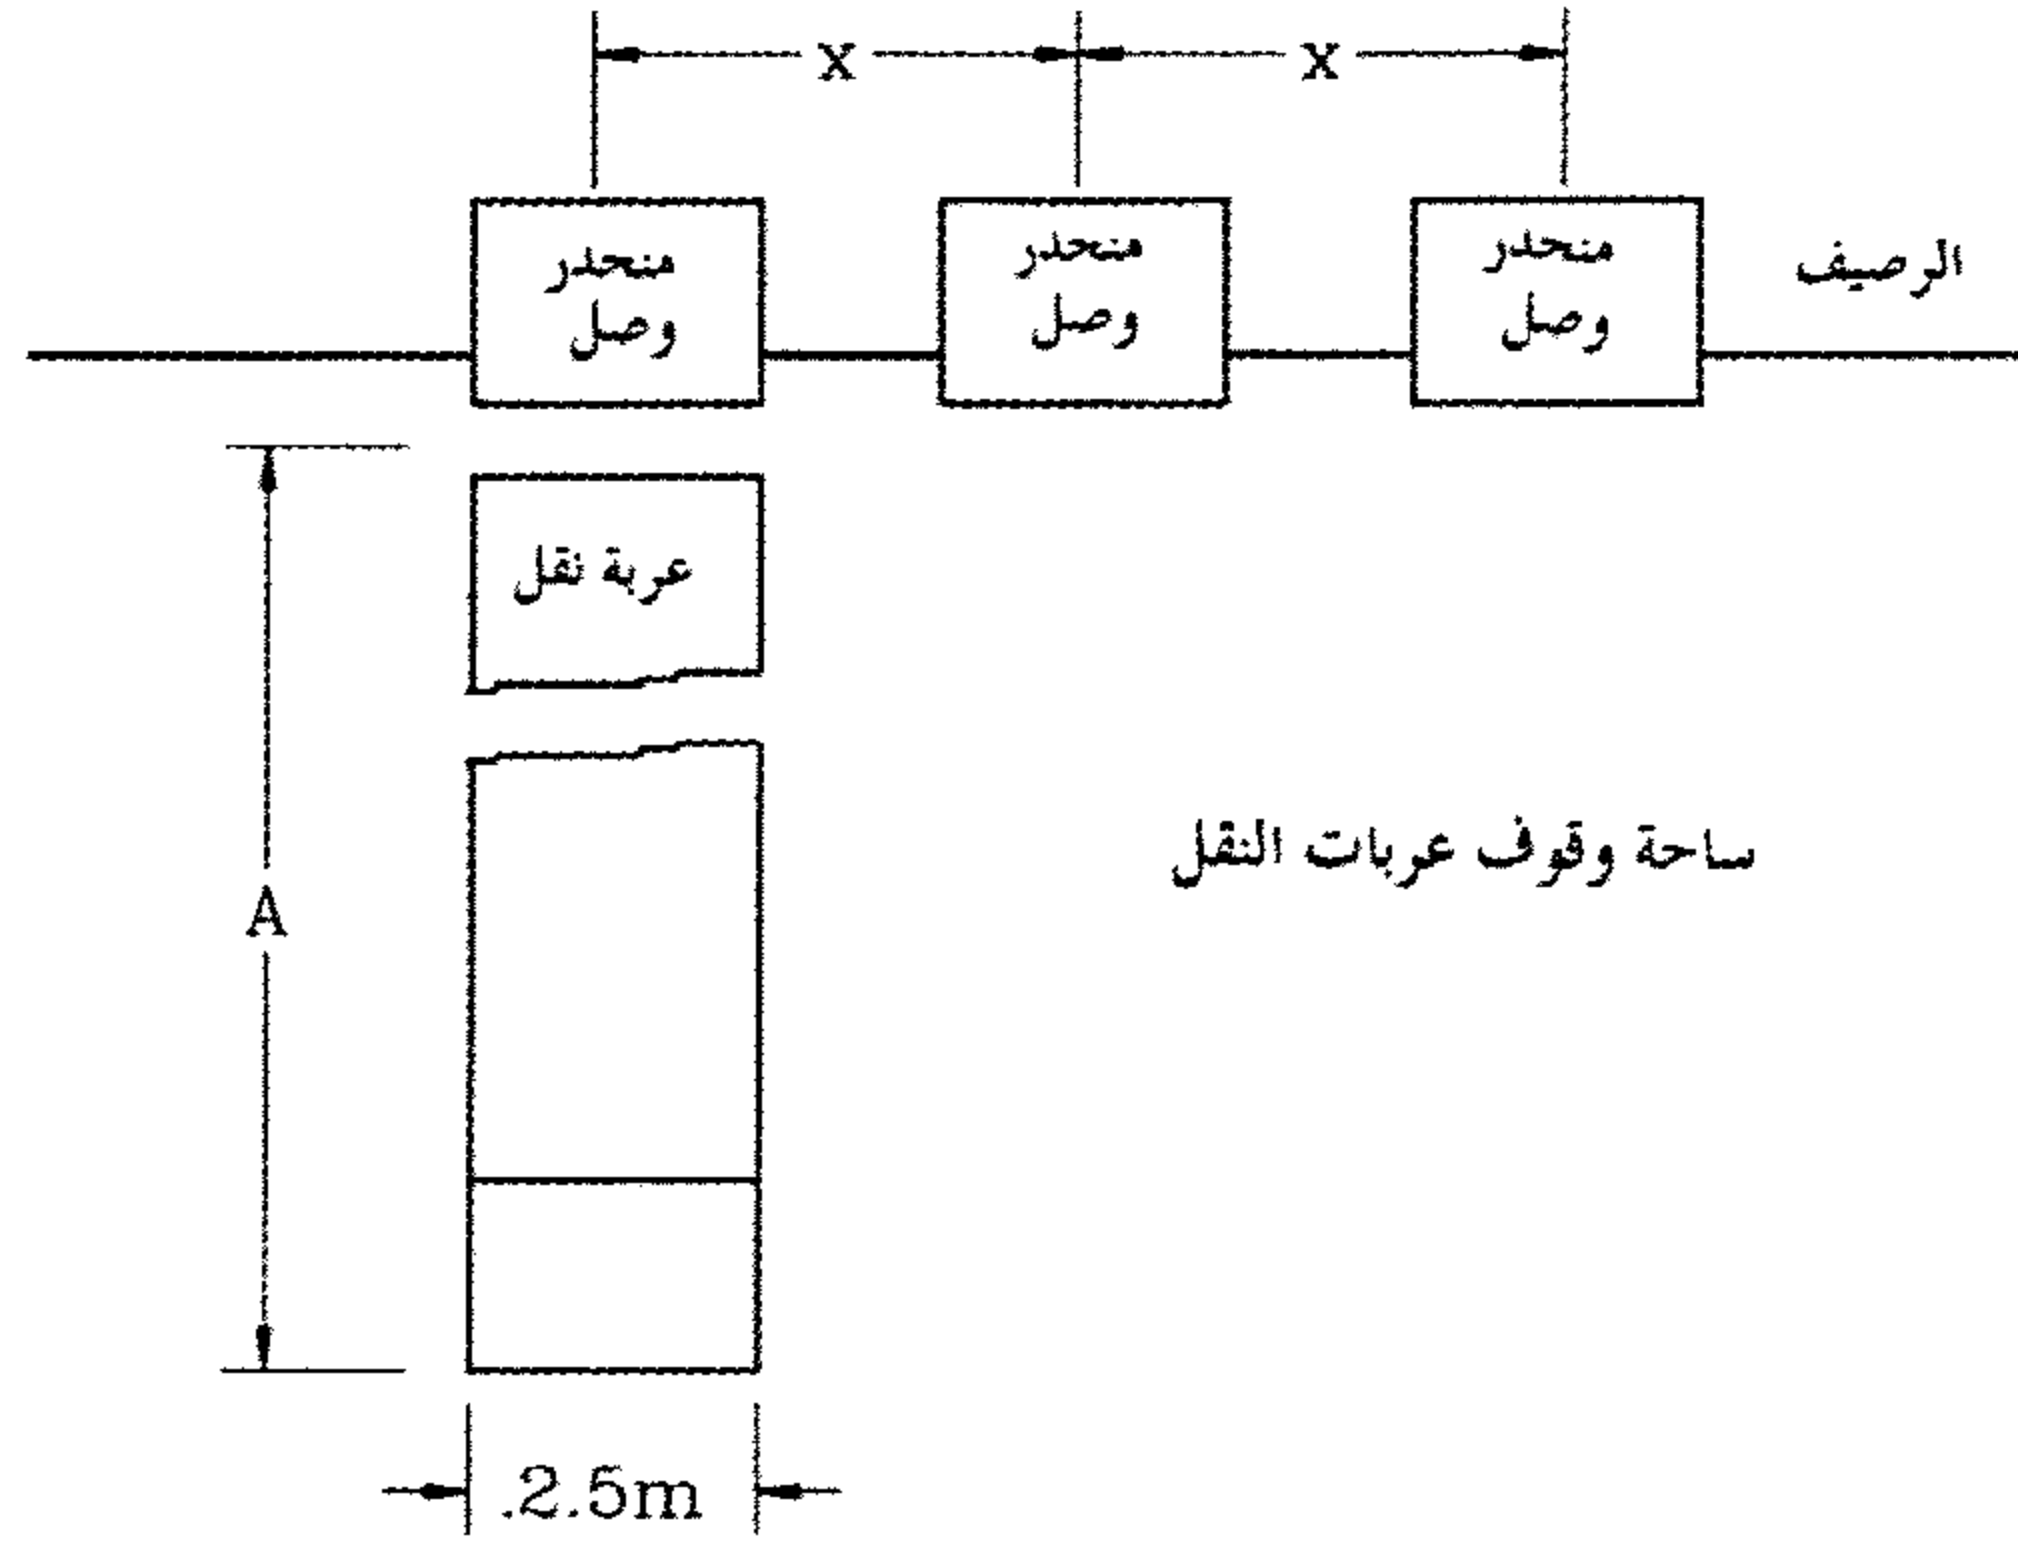 x
x
منحدر
وصل
منحدر
وصل
منحدر
وصل
الرصيف
عربة نقل
ساحة وقوف عربات النقل
A
.2.5m